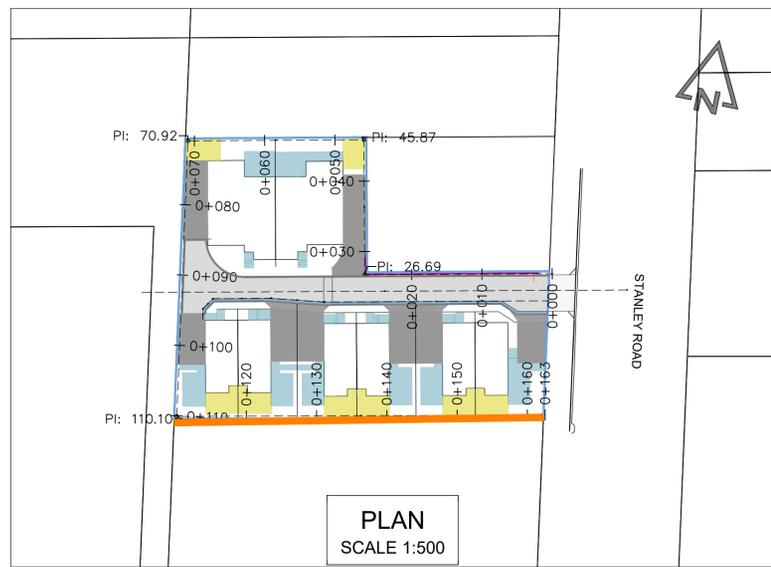 PI: 70.92
PI: 45.87
0+070
0+060
0+050
0+040
0+080
0+030
PI: 26.69
0+090
0+020
0+010
0+000
STANLEY ROAD
N
0+100
0+120
0+130
0+140
0+150
0+160
0+163
PI: 110.10
0+110
PLAN
SCALE 1:500